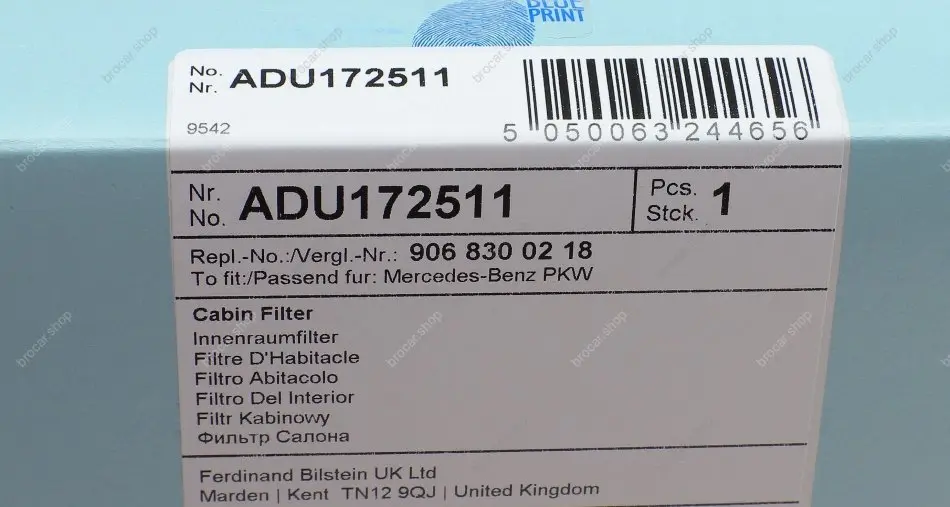 BLUE
PRINT
No.
Nr. ADU172511
9542
5 050063 244656
Nr.
No. ADU172511
Pcs.
Stck. 1
Repl.-No.:/Vergl.-Nr.: 906 830 02 18
To fit:/Passend fur: Mercedes-Benz PKW
Cabin Filter
Innenraumfilter
Filtre D'Habitacle
Filtro Abitacolo
Filtro Del Interior
Filtr Kabinowy
Фильтр Салона
Ferdinand Bilstein UK Ltd
Marden | Kent TN12 9QJ | United Kingdom
brocar.shop